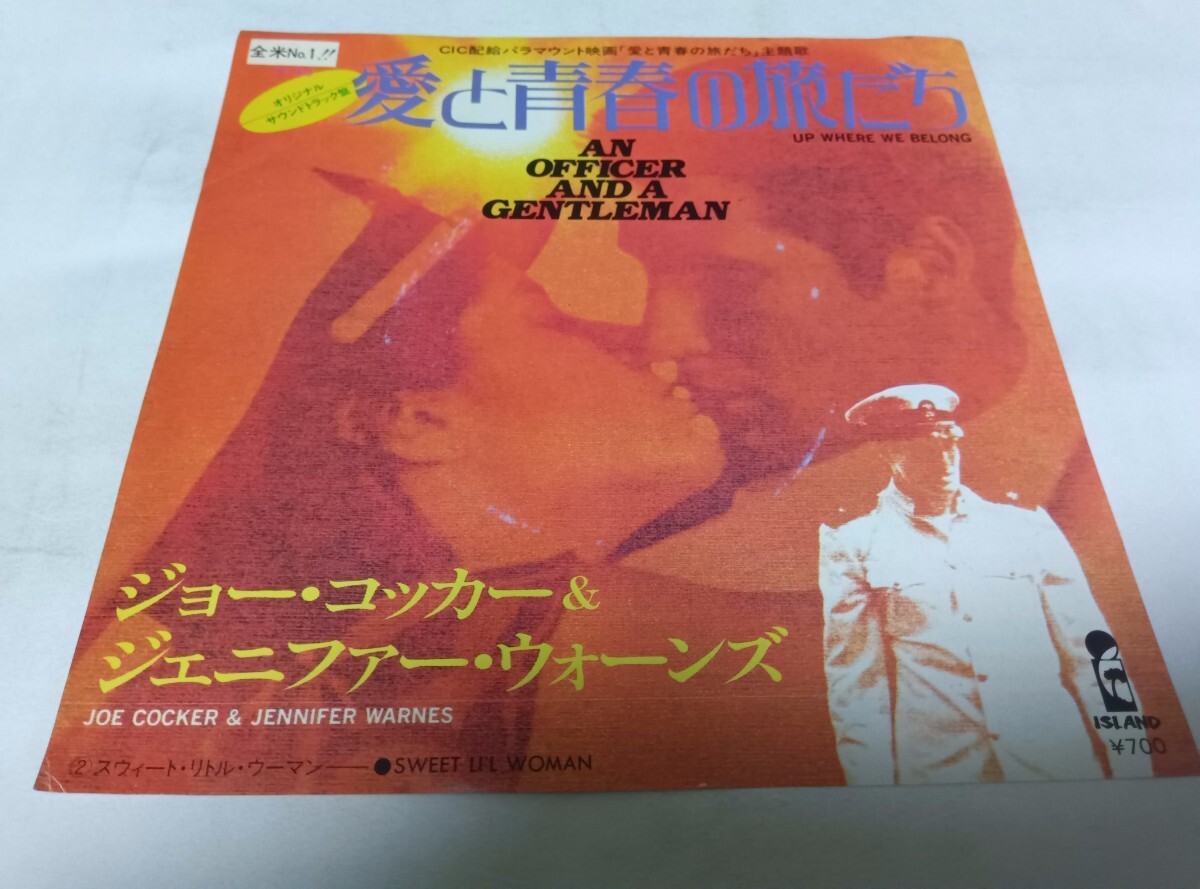 全米No.1!!
CIC配給パラマウント映画「愛と青春の旅だち」主題歌
オリジナル
サウンドトラック盤
愛と青春の旅だち
UP WHERE WE BELONG
AN
OFFICER
AND A
GENTLEMAN
ジョー・コッカー&
ジェニファー・ウォーンズ
JOE COCKER & JENNIFER WARNES
②スウィート・リトル・ウーマン——●SWEET LI'L WOMAN
ISLAND
¥700